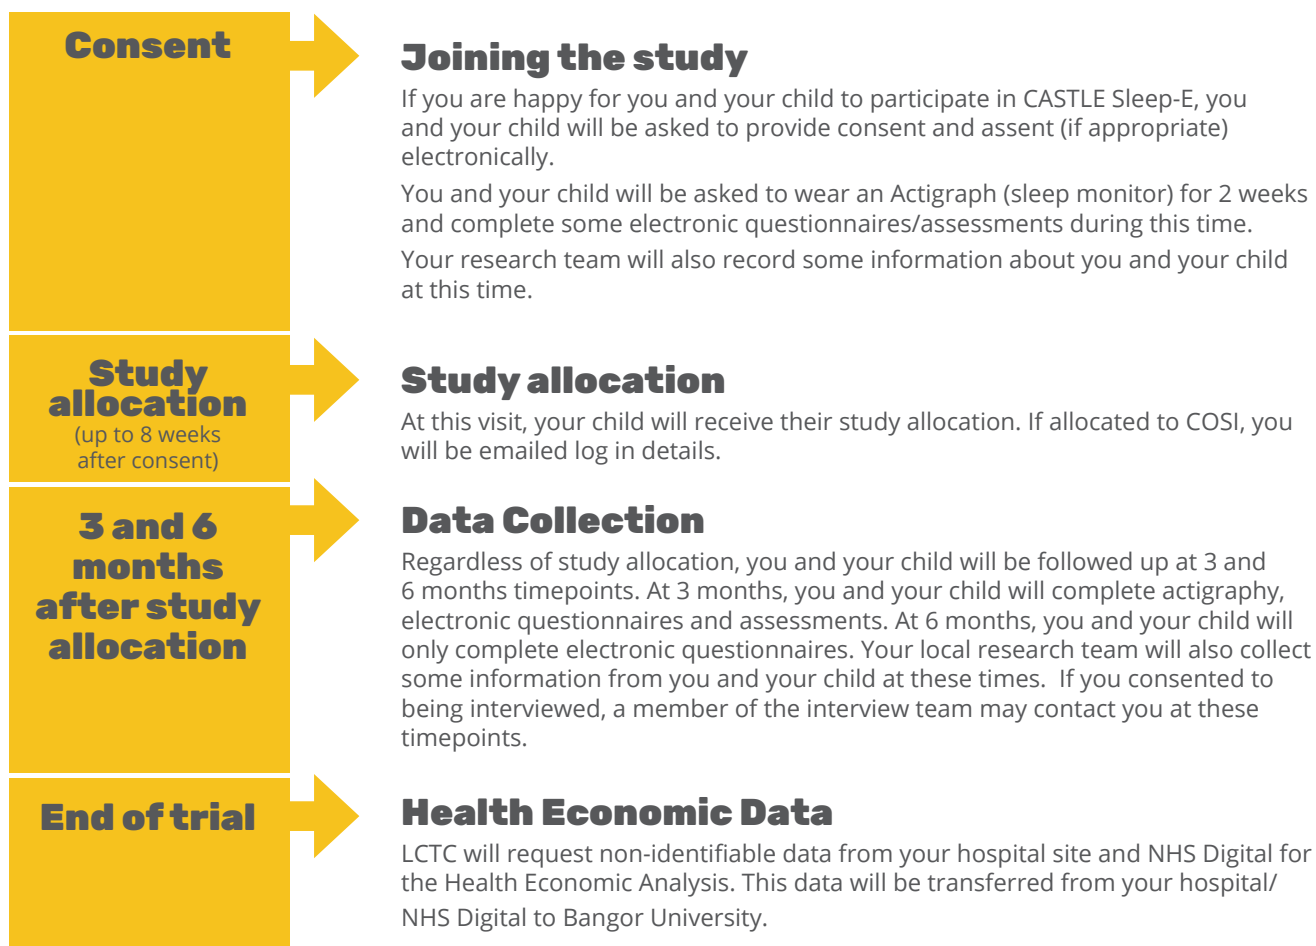 Consent
Joining the study
If you are happy for you and your child to participate in CASTLE Sleep-E, you
and your child will be asked to provide consent and assent (if appropriate)
electronically.
You and your child will be asked to wear an Actigraph (sleep monitor) for 2 weeks
and complete some electronic questionnaires/assessments during this time.
Your research team will also record some information about you and your child
at this time.
Study
allocation
(up to 8 weeks
after consent)
Study allocation
At this visit, your child will receive their study allocation. If allocated to COSI, you
will be emailed log in details.
3 and 6
months
after study
allocation
Data Collection
Regardless of study allocation, you and your child will be followed up at 3 and
6 months timepoints. At 3 months, you and your child will complete actigraphy,
electronic questionnaires and assessments. At 6 months, you and your child will
only complete electronic questionnaires. Your local research team will also collect
some information from you and your child at these times.  If you consented to
being interviewed, a member of the interview team may contact you at these
timepoints.
End of trial
Health Economic Data
LCTC will request non-identifiable data from your hospital site and NHS Digital for
the Health Economic Analysis. This data will be transferred from your hospital/
NHS Digital to Bangor University.